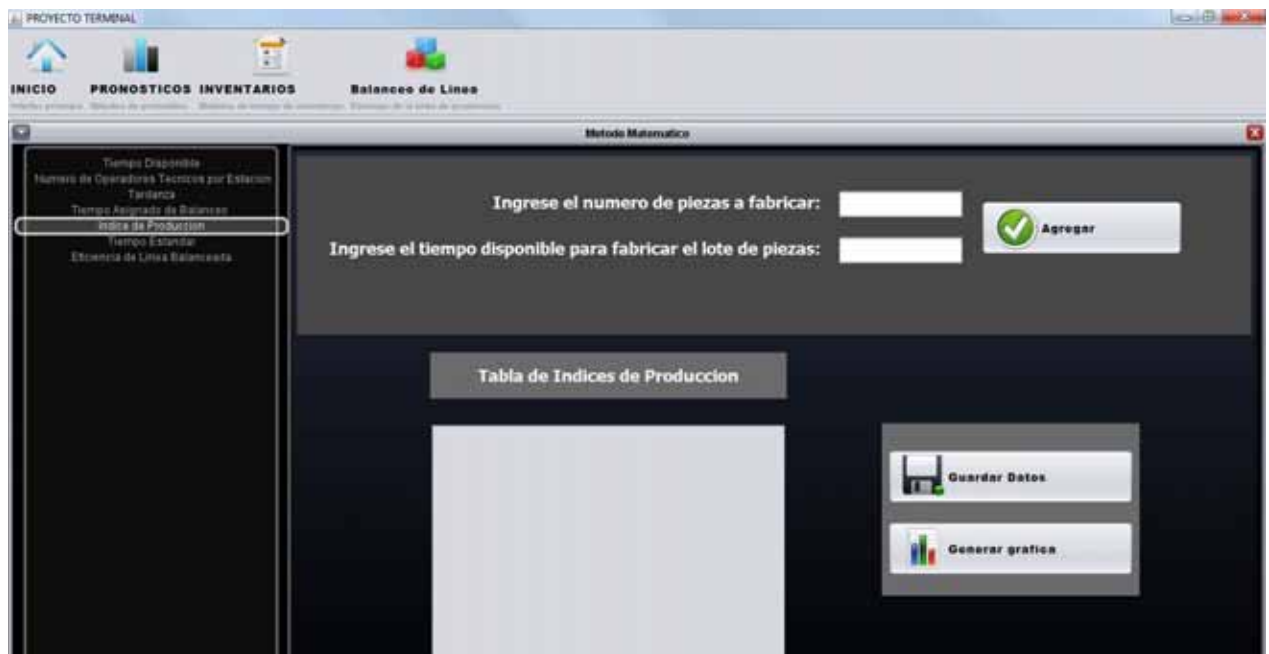 PROYECTO TERMINAL
INICIO PRONOSTICOS INVENTARIOS Balanceo de Linea
Metodo Matematico
Tiempo Disponible
Numero de Operadores Tecnicos por Estacion
Tardanza
Tiempo Asignado de Balanceo
Indice de Produccion
Tiempo Estandar
Eficiencia de Linea Balanceada
Ingrese el numero de piezas a fabricar:
Agregar
Ingrese el tiempo disponible para fabricar el lote de piezas:
Tabla de Indices de Produccion
Guardar Datos
Generar grafica